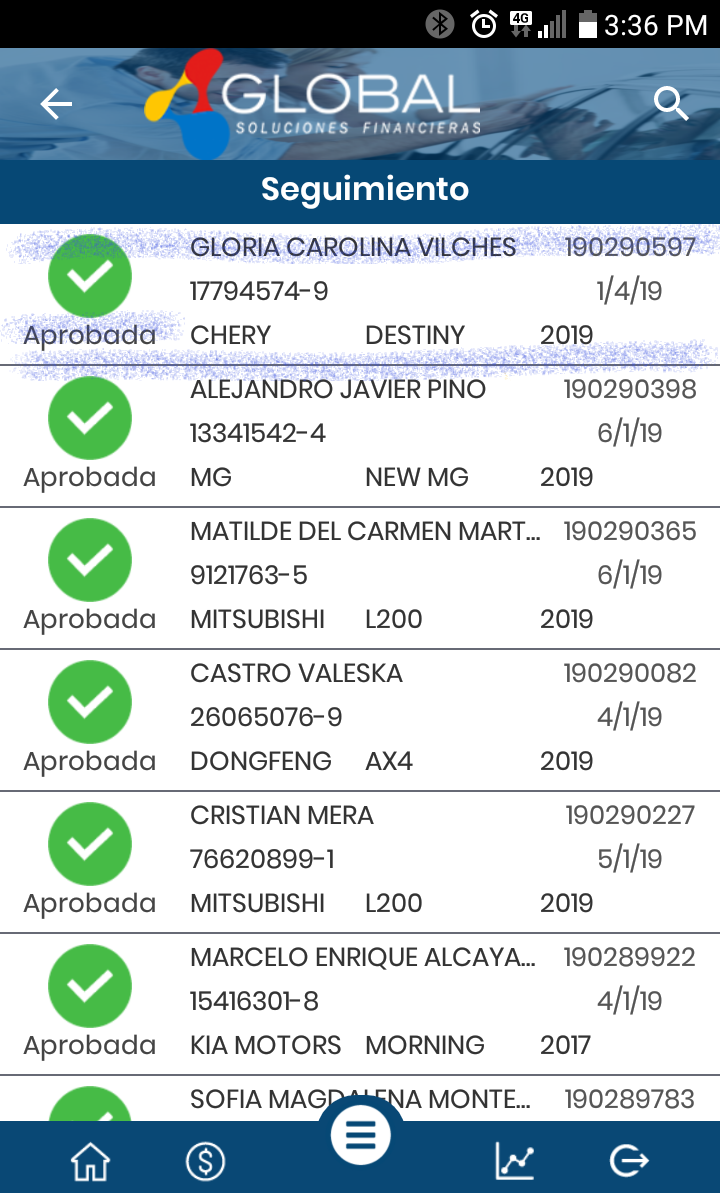 4G 3:36 PM
GLOBAL
SOLUCIONES FINANCIERAS
Seguimiento
GLORIA CAROLINA VILCHES 190290597
17794574-9 1/4/19
Aprobada CHERY DESTINY 2019
ALEJANDRO JAVIER PINO 190290398
13341542-4 6/1/19
Aprobada MG NEW MG 2019
MATILDE DEL CARMEN MART... 190290365
9121763-5 6/1/19
Aprobada MITSUBISHI L200 2019
CASTRO VALESKA 190290082
26065076-9 4/1/19
Aprobada DONGFENG AX4 2019
CRISTIAN MERA 190290227
76620899-1 5/1/19
Aprobada MITSUBISHI L200 2019
MARCELO ENRIQUE ALCAYA... 190289922
15416301-8 4/1/19
Aprobada KIA MOTORS MORNING 2017
SOFIA MAGDALENA MONTE... 190289783